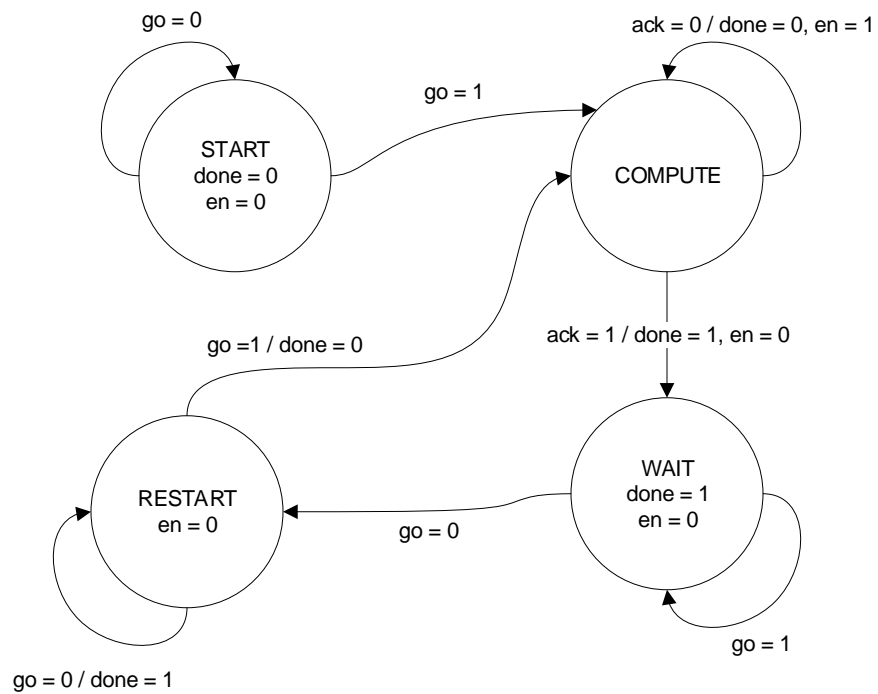 go = 0
ack = 0 / done = 0, en = 1
go = 1
START
done = 0
en = 0
COMPUTE
go =1 / done = 0
ack = 1 / done = 1, en = 0
WAIT
done = 1
en = 0
RESTART
en = 0
go = 0
go = 1
go = 0 / done = 1